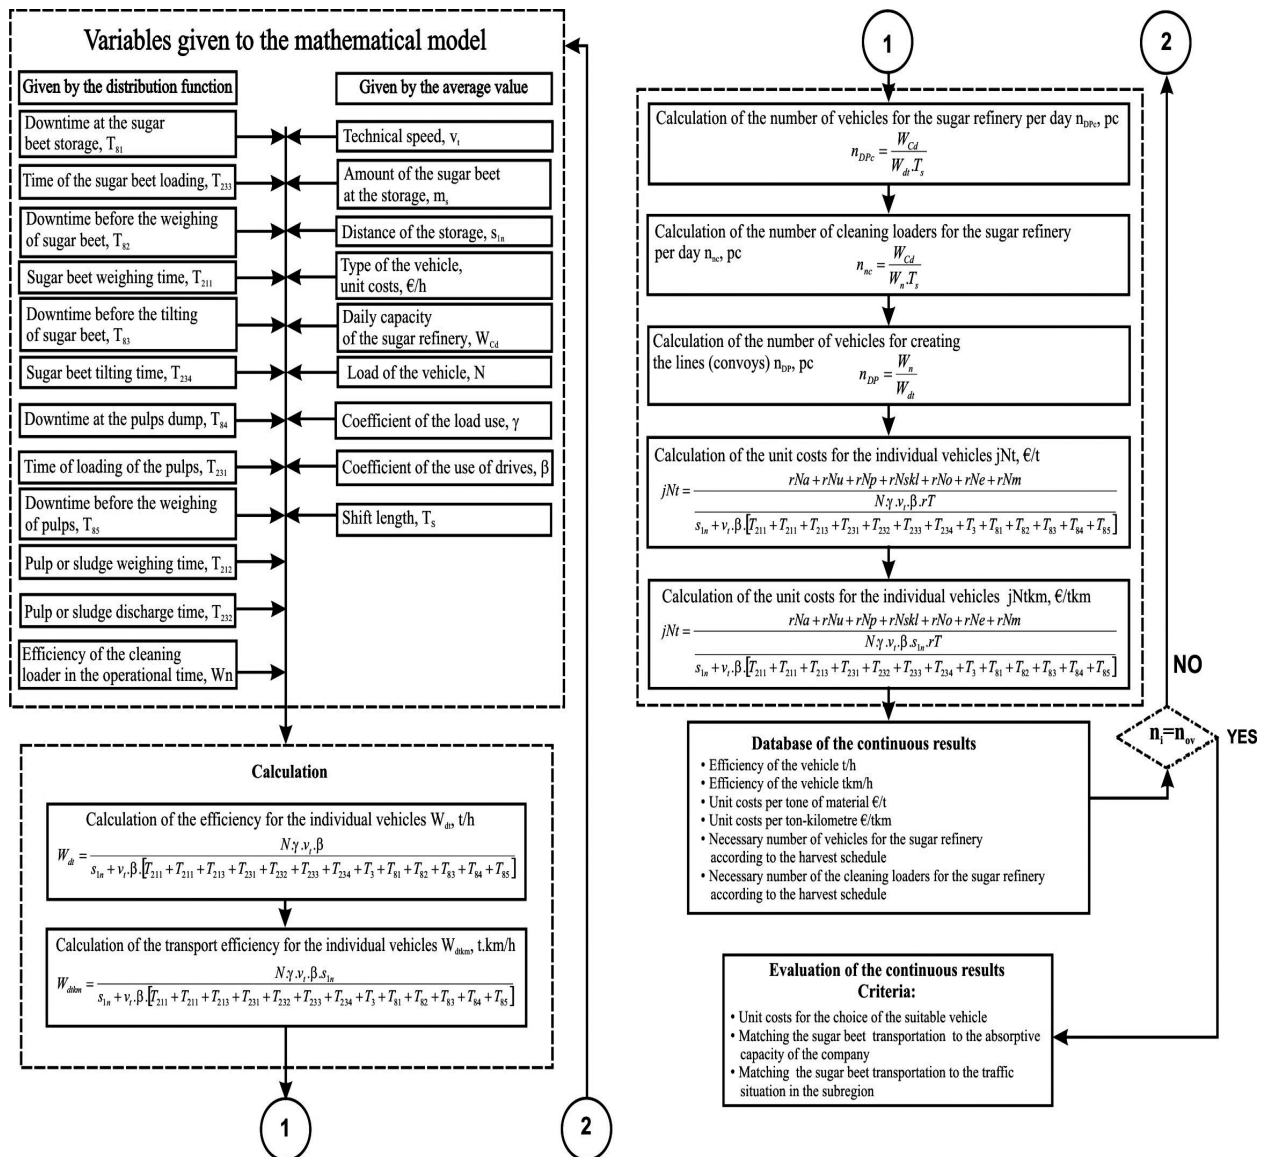 Variables given to the mathematical model
Given by the distribution function
Downtime at the sugar
beet storage, T₈₁
Time of the sugar beet loading, T₂₃₃
Downtime before the weighing
of sugar beet, T₈₂
Sugar beet weighing time, T₂₁₁
Downtime before the tilting
of sugar beet, T₈₃
Sugar beet tilting time, T₂₃₄
Downtime at the pulps dump, T₈₄
Time of loading of the pulps, T₂₃₁
Downtime before the weighing
of pulps, T₈₅
Pulp or sludge weighing time, T₂₁₂
Pulp or sludge discharge time, T₂₃₂
Efficiency of the cleaning
loader in the operational time, Wn
Given by the average value
Technical speed, vₜ
Amount of the sugar beet
at the storage, mₛ
Distance of the storage, s₁ₙ
Type of the vehicle,
unit costs, €/h
Daily capacity
of the sugar refinery, W_Cd
Load of the vehicle, N
Coefficient of the load use, γ
Coefficient of the use of drives, β
Shift length, Tₛ
Calculation
Calculation of the efficiency for the individual vehicles W_dt, t/h
N.γ.vₜ.β
W_dt =
s₁ₙ+vₜ.β.[T₂₁₁+T₂₁₁+T₂₁₃+T₂₃₁+T₂₃₂+T₂₃₃+T₂₃₄+T₃+T₈₁+T₈₂+T₈₃+T₈₄+T₈₅]
Calculation of the transport efficiency for the individual vehicles W_dtkm, t.km/h
N.γ.vₜ.β.s₁ₙ
W_dtkm =
s₁ₙ+vₜ.β.[T₂₁₁+T₂₁₁+T₂₁₃+T₂₃₁+T₂₃₂+T₂₃₃+T₂₃₄+T₃+T₈₁+T₈₂+T₈₃+T₈₄+T₈₅]
1
2
1
2
Calculation of the number of vehicles for the sugar refinery per day n_DPc, pc
W_Cd
n_DPc =
W_dt.Tₛ
Calculation of the number of cleaning loaders for the sugar refinery
per day n_nc, pc
W_Cd
n_nc =
Wₙ.Tₛ
Calculation of the number of vehicles for creating
the lines (convoys) n_DP, pc
Wₙ
n_DP =
W_dt
Calculation of the unit costs for the individual vehicles jNt, €/t
rNa+rNu+rNp+rNskl+rNo+rNe+rNm
jNt =
N.γ.vₜ.β.rT
s₁ₙ+vₜ.β.[T₂₁₁+T₂₁₁+T₂₁₃+T₂₃₁+T₂₃₂+T₂₃₃+T₂₃₄+T₃+T₈₁+T₈₂+T₈₃+T₈₄+T₈₅]
Calculation of the unit costs for the individual vehicles jNtkm, €/tkm
rNa+rNu+rNp+rNskl+rNo+rNe+rNm
jNt =
N.γ.vₜ.β.s₁ₙ.rT
s₁ₙ+vₜ.β.[T₂₁₁+T₂₁₁+T₂₁₃+T₂₃₁+T₂₃₂+T₂₃₃+T₂₃₄+T₃+T₈₁+T₈₂+T₈₃+T₈₄+T₈₅]
Database of the continuous results
• Efficiency of the vehicle t/h
• Efficiency of the vehicle tkm/h
• Unit costs per tone of material €/t
• Unit costs per ton-kilometre €/tkm
• Necessary number of vehicles for the sugar refinery
according to the harvest schedule
• Necessary number of the cleaning loaders for the sugar refinery
according to the harvest schedule
NO
nᵢ=n_ov
YES
Evaluation of the continuous results
Criteria:
• Unit costs for the choice of the suitable vehicle
• Matching the sugar beet transportation to the absorptive
capacity of the company
• Matching the sugar beet transportation to the traffic
situation in the subregion